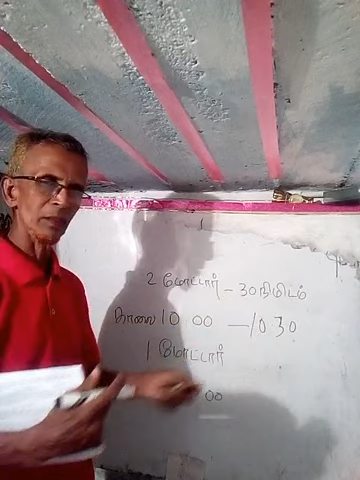 2 மோட்டார் - 30 நிமிடம்
காலை 10 00 - 10 30
1 மோட்டார்
00